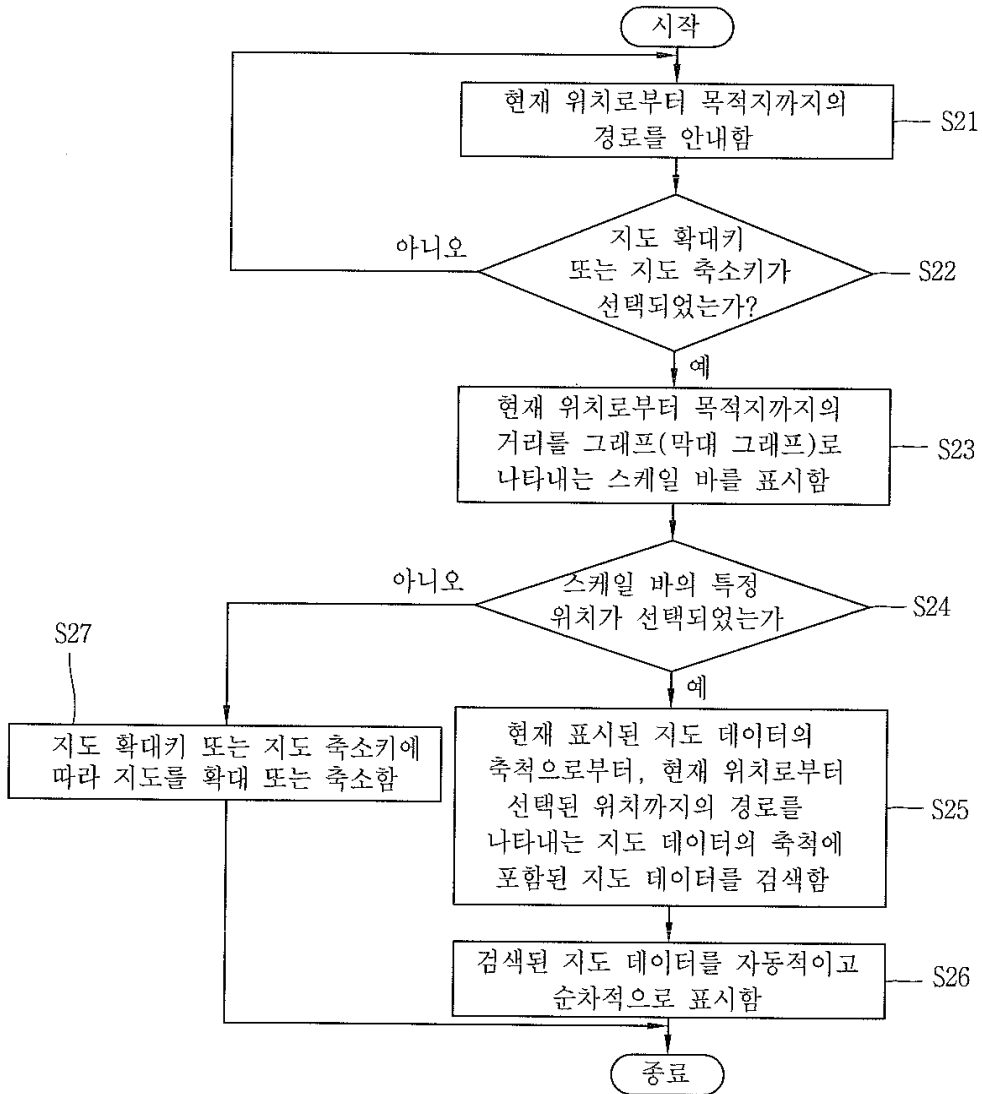 시작
현재 위치로부터 목적지까지의
경로를 안내함
S21
아니오
지도 확대키
또는 지도 축소키가
선택되었는가?
S22
예
현재 위치로부터 목적지까지의
거리를 그래프(막대 그래프)로
나타내는 스케일 바를 표시함
S23
아니오
스케일 바의 특정
위치가 선택되었는가
S24
S27
예
지도 확대키 또는 지도 축소키에
따라 지도를 확대 또는 축소함
현재 표시된 지도 데이터의
축척으로부터, 현재 위치로부터
선택된 위치까지의 경로를
나타내는 지도 데이터의 축척에
포함된 지도 데이터를 검색함
S25
검색된 지도 데이터를 자동적이고
순차적으로 표시함
S26
종료